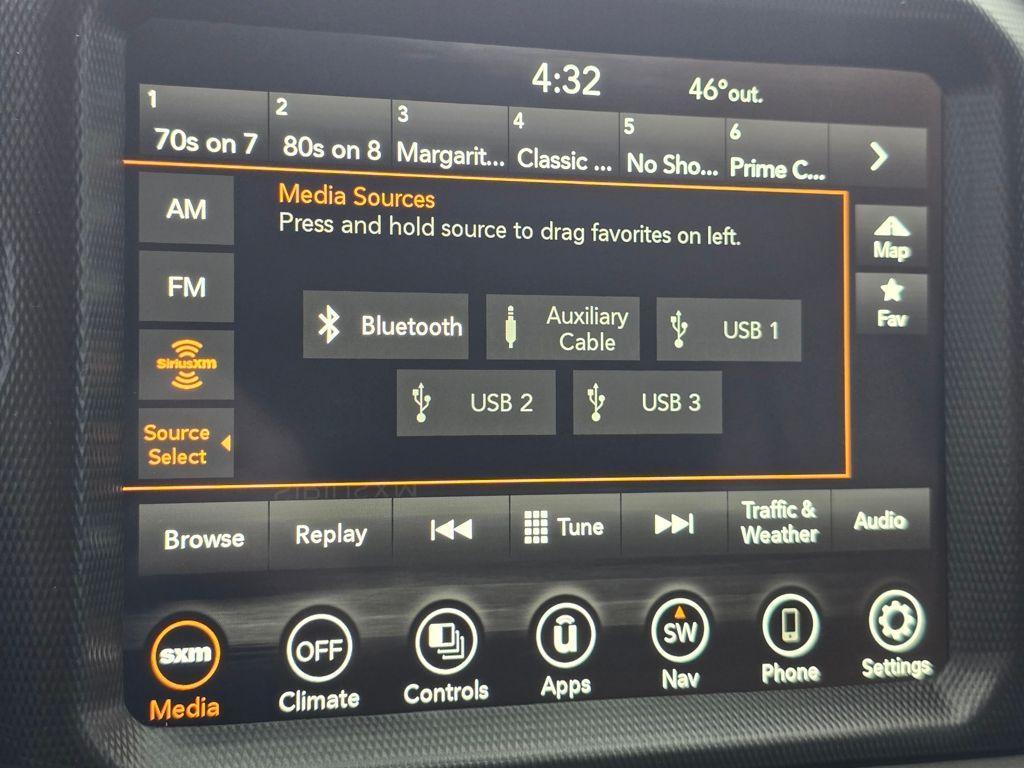 4:32
46°out.
1
70s on 7
2
80s on 8
3
Margarit...
4
Classic ...
5
No Sho...
6
Prime C...
AM
FM
SiriusXM
Source
Select
Media Sources
Press and hold source to drag favorites on left.
Bluetooth
Auxiliary
Cable
USB 1
USB 2
USB 3
Map
Fav
Browse
Replay
Tune
Traffic &
Weather
Audio
sxm
Media
OFF
Climate
Controls
ū
Apps
SW
Nav
Phone
Settings